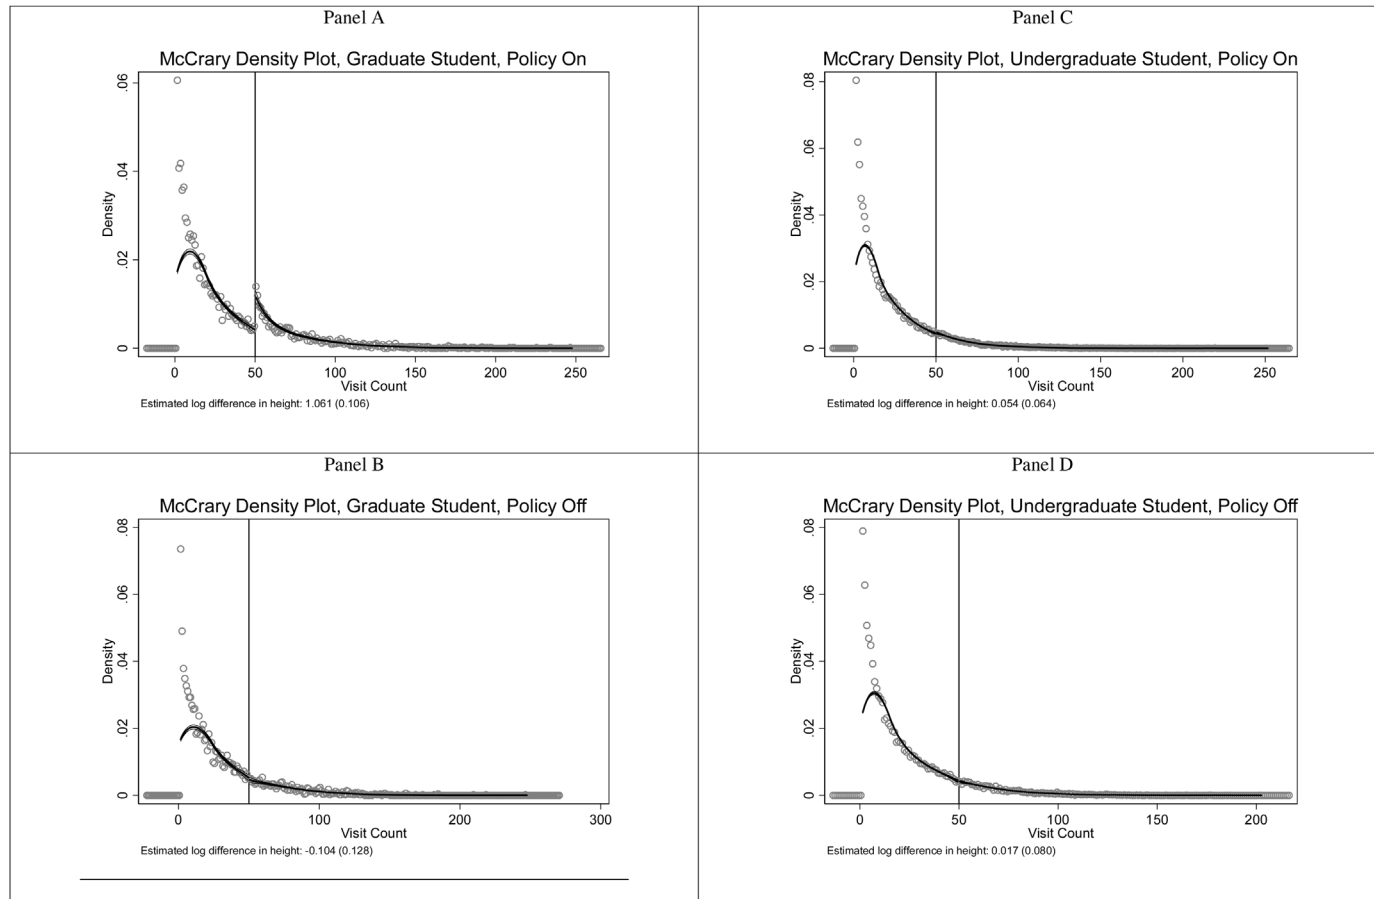 Panel A
McCrary Density Plot, Graduate Student, Policy On
.06
.04
.02
0
Density
0 50 100 150 200 250
Visit Count
Estimated log difference in height: 1.061 (0.106)
Panel C
McCrary Density Plot, Undergraduate Student, Policy On
.08
.06
.04
.02
0
Density
0 50 100 150 200 250
Visit Count
Estimated log difference in height: 0.054 (0.064)
Panel B
McCrary Density Plot, Graduate Student, Policy Off
.08
.06
.04
.02
0
Density
0 100 200 300
Visit Count
Estimated log difference in height: -0.104 (0.128)
Panel D
McCrary Density Plot, Undergraduate Student, Policy Off
.08
.06
.04
.02
0
Density
0 50 100 150 200
Visit Count
Estimated log difference in height: 0.017 (0.080)